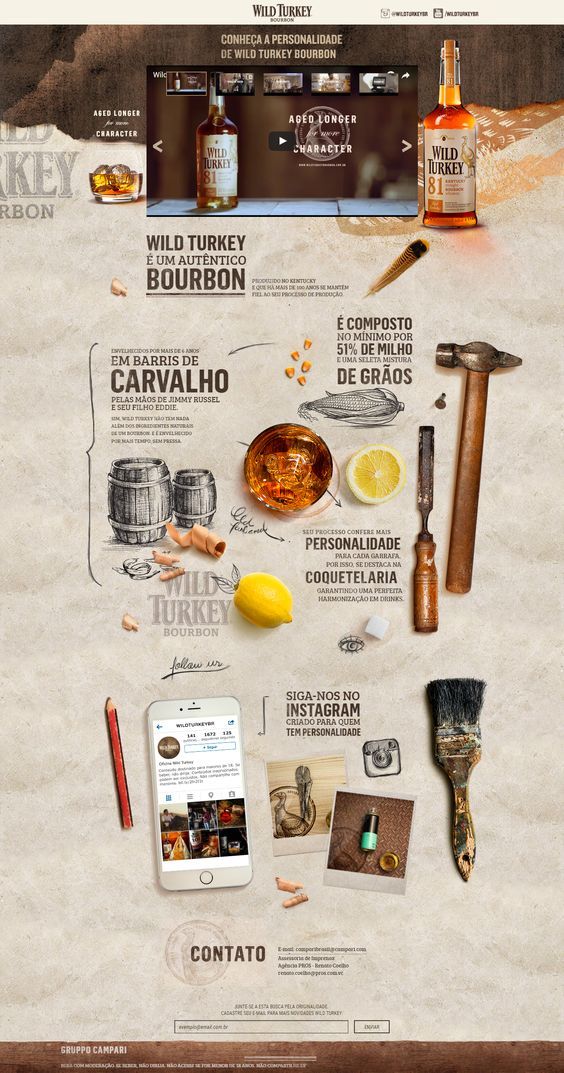 WILD TURKEY
BOURBON
@WILDTURKEYBR
/WILDTURKEYBR
CONHEÇA A PERSONALIDADE
DE WILD TURKEY BOURBON
Wil
AGED LONGER
for more
CHARACTER
AGED LONGER
for more
CHARACTER
WILD
TURKEY
81
WILD
TURKEY
81
KENTUCKY
WILD
TURKEY
BOURBON
WILD TURKEY
É UM AUTÊNTICO
BOURBON
PRODUZIDO NO KENTUCKY
E QUE HÁ MAIS DE 100 ANOS SE MANTÉM
FIEL AO SEU PROCESSO DE PRODUÇÃO.
É COMPOSTO
NO MÍNIMO POR
51% DE MILHO
E UMA SELETA MISTURA
DE GRÃOS
ENVELHECIDOS POR MAIS DE 6 ANOS
EM BARRIS DE
CARVALHO
PELAS MÃOS DE JIMMY RUSSEL
E SEU FILHO EDDIE.
SIM, WILD TURKEY NÃO TEM NADA
ALÉM DOS INGREDIENTES NATURAIS
DE UM BOURBON. E É ENVELHECIDO
POR MAIS TEMPO, SEM PRESSA.
SEU PROCESSO CONFERE MAIS
PERSONALIDADE
PARA CADA GARRAFA.
POR ISSO, SE DESTACA NA
COQUETELARIA
GARANTINDO UMA PERFEITA
HARMONIZAÇÃO EM DRINKS.
WILD
TURKEY
BOURBON
follow us
SIGA-NOS NO
INSTAGRAM
CRIADO PARA QUEM
TEM PERSONALIDADE
WILDTURKEYBR
141
1672
125
+ Seguir
Oficina Wild Turkey
CONTATO
E-mail: comparibrasil@campari.com
Assessoria de Imprensa
Agência PROS - Renato Coelho
renato.coelho@pros.com.vc
JUNTE-SE A ESTA BUSCA PELA ORIGINALIDADE.
CADASTRE SEU E-MAIL PARA MAIS NOVIDADES WILD TURKEY:
exemplo@email.com.br
ENVIAR
GRUPPO CAMPARI
BEBA COM MODERAÇÃO. SE BEBER, NÃO DIRIJA. NÃO ACESSE SE FOR MENOR DE 18 ANOS.